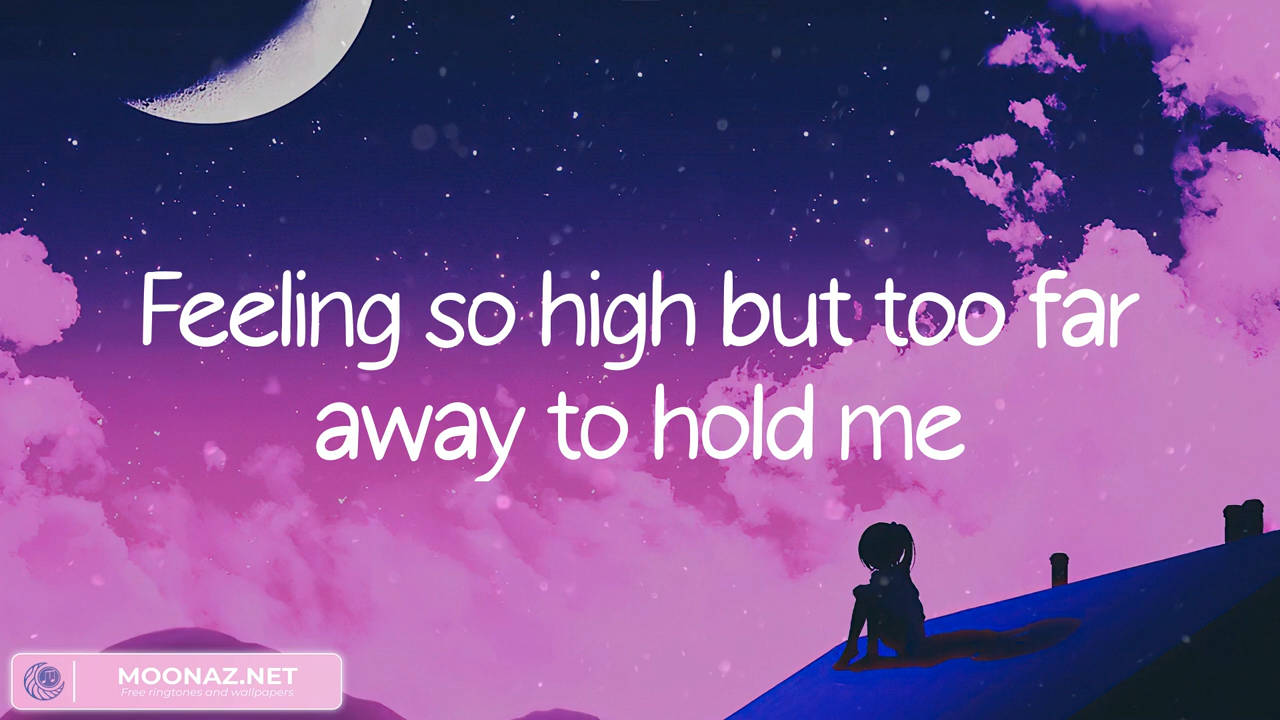 Feeling so high but too far
away to hold me
MOONAZ.NET
Free ringtones and wallpapers